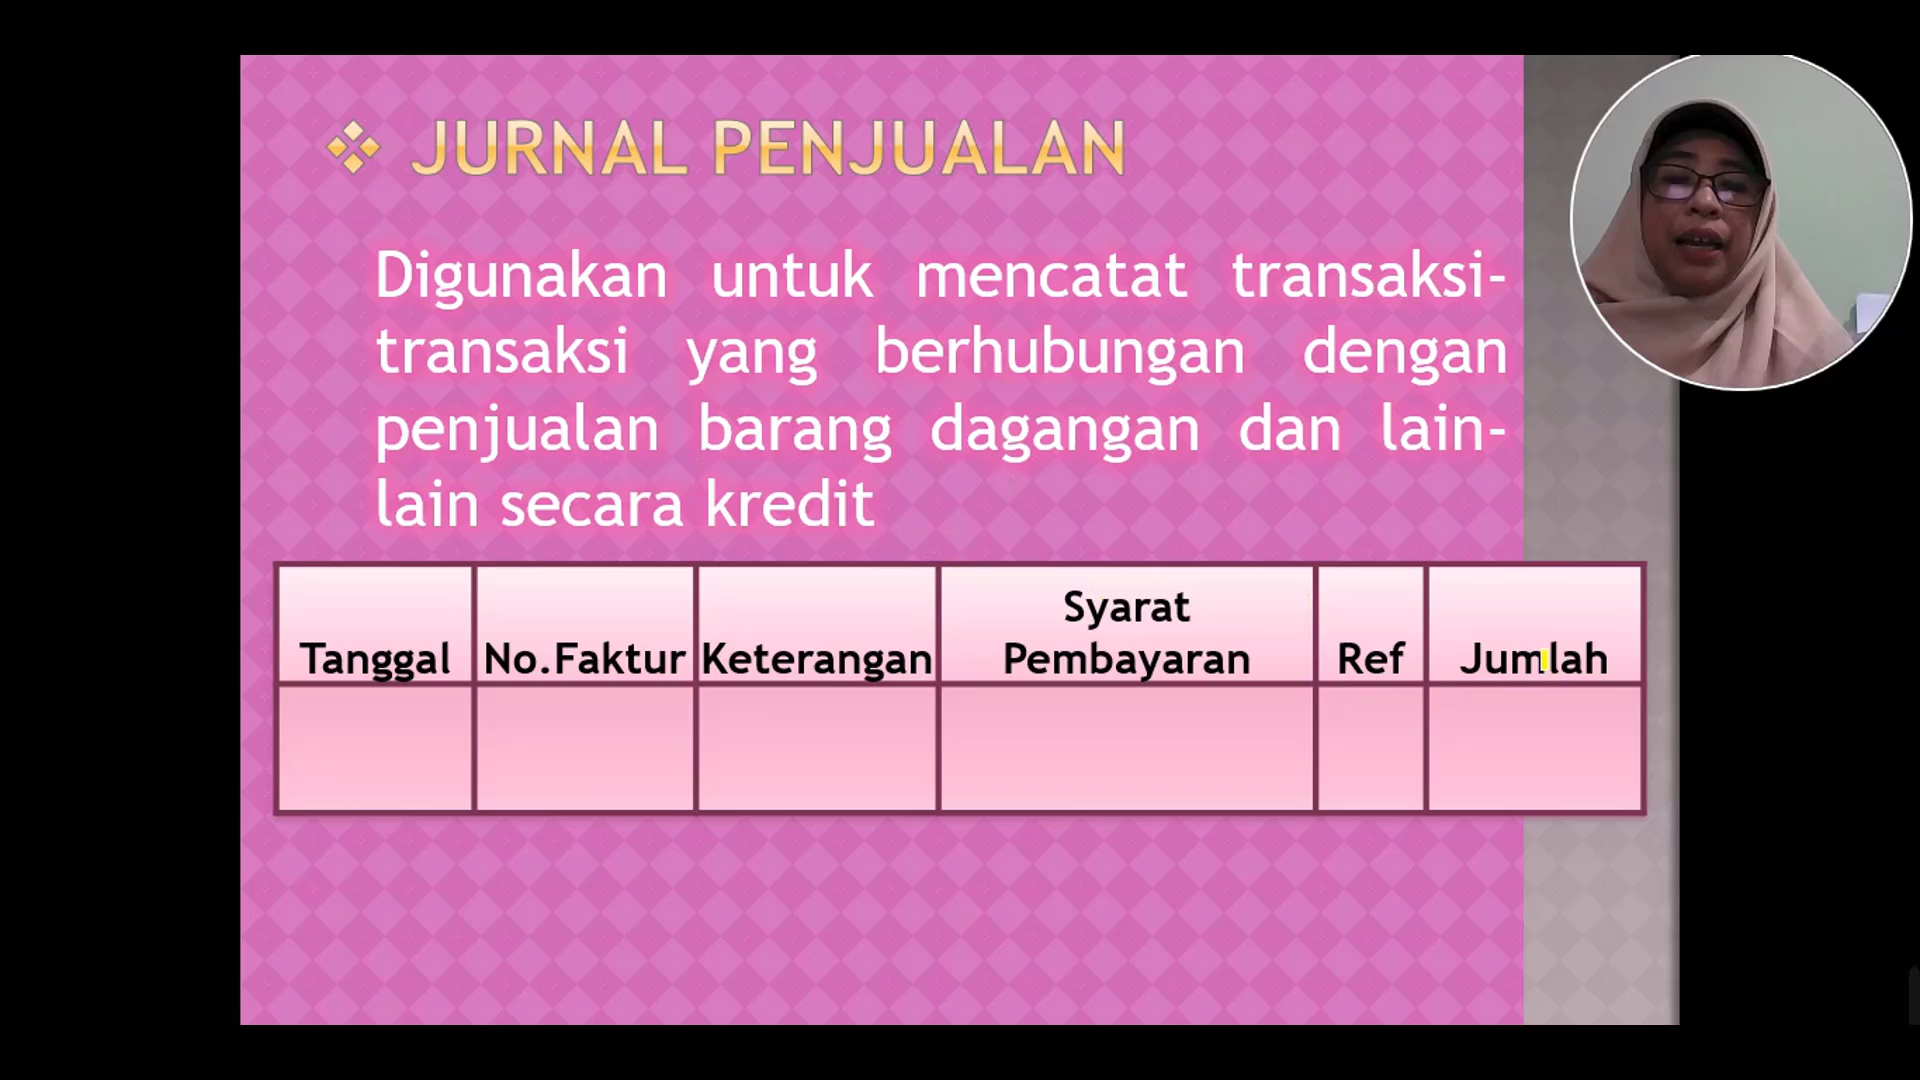 JURNAL PENJUALAN
Digunakan untuk mencatat transaksi-
transaksi yang berhubungan dengan
penjualan barang dagangan dan lain-
lain secara kredit
Tanggal No.Faktur Keterangan Syarat Pembayaran Ref Jumlah